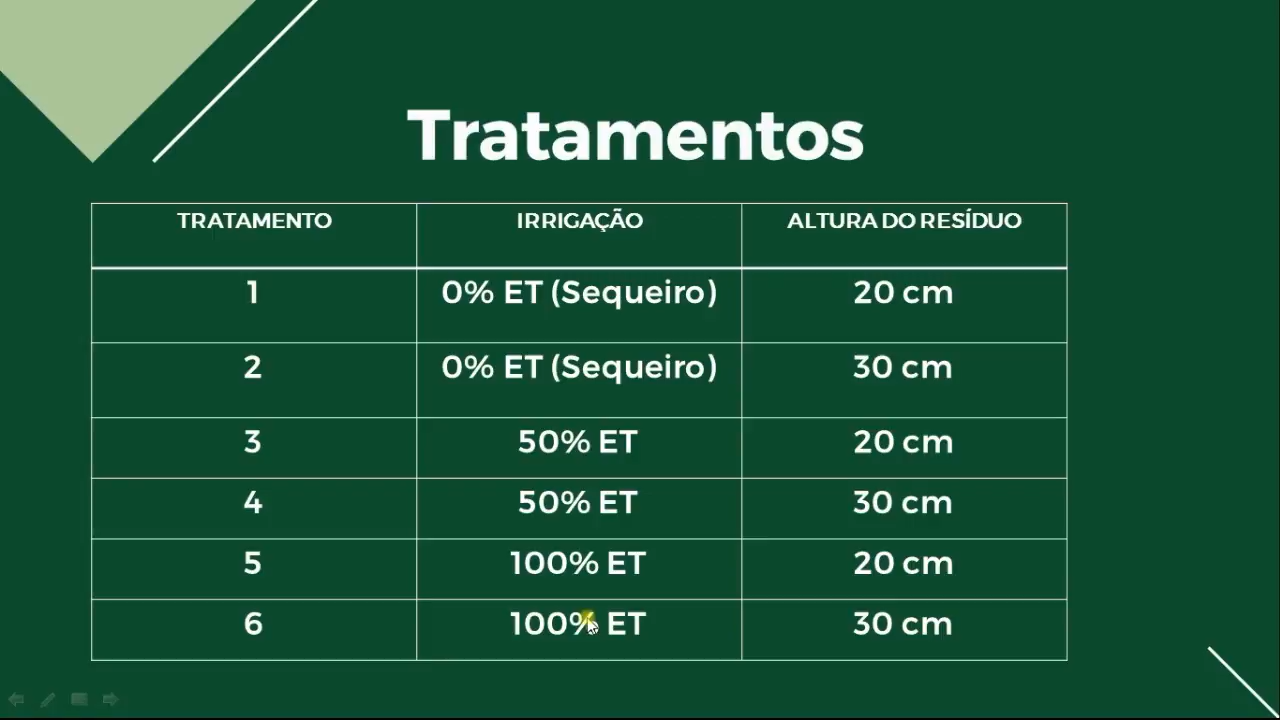 Tratamentos
TRATAMENTO IRRIGAÇÃO ALTURA DO RESÍDUO
1 0% ET (Sequeiro) 20 cm
2 0% ET (Sequeiro) 30 cm
3 50% ET 20 cm
4 50% ET 30 cm
5 100% ET 20 cm
6 100% ET 30 cm